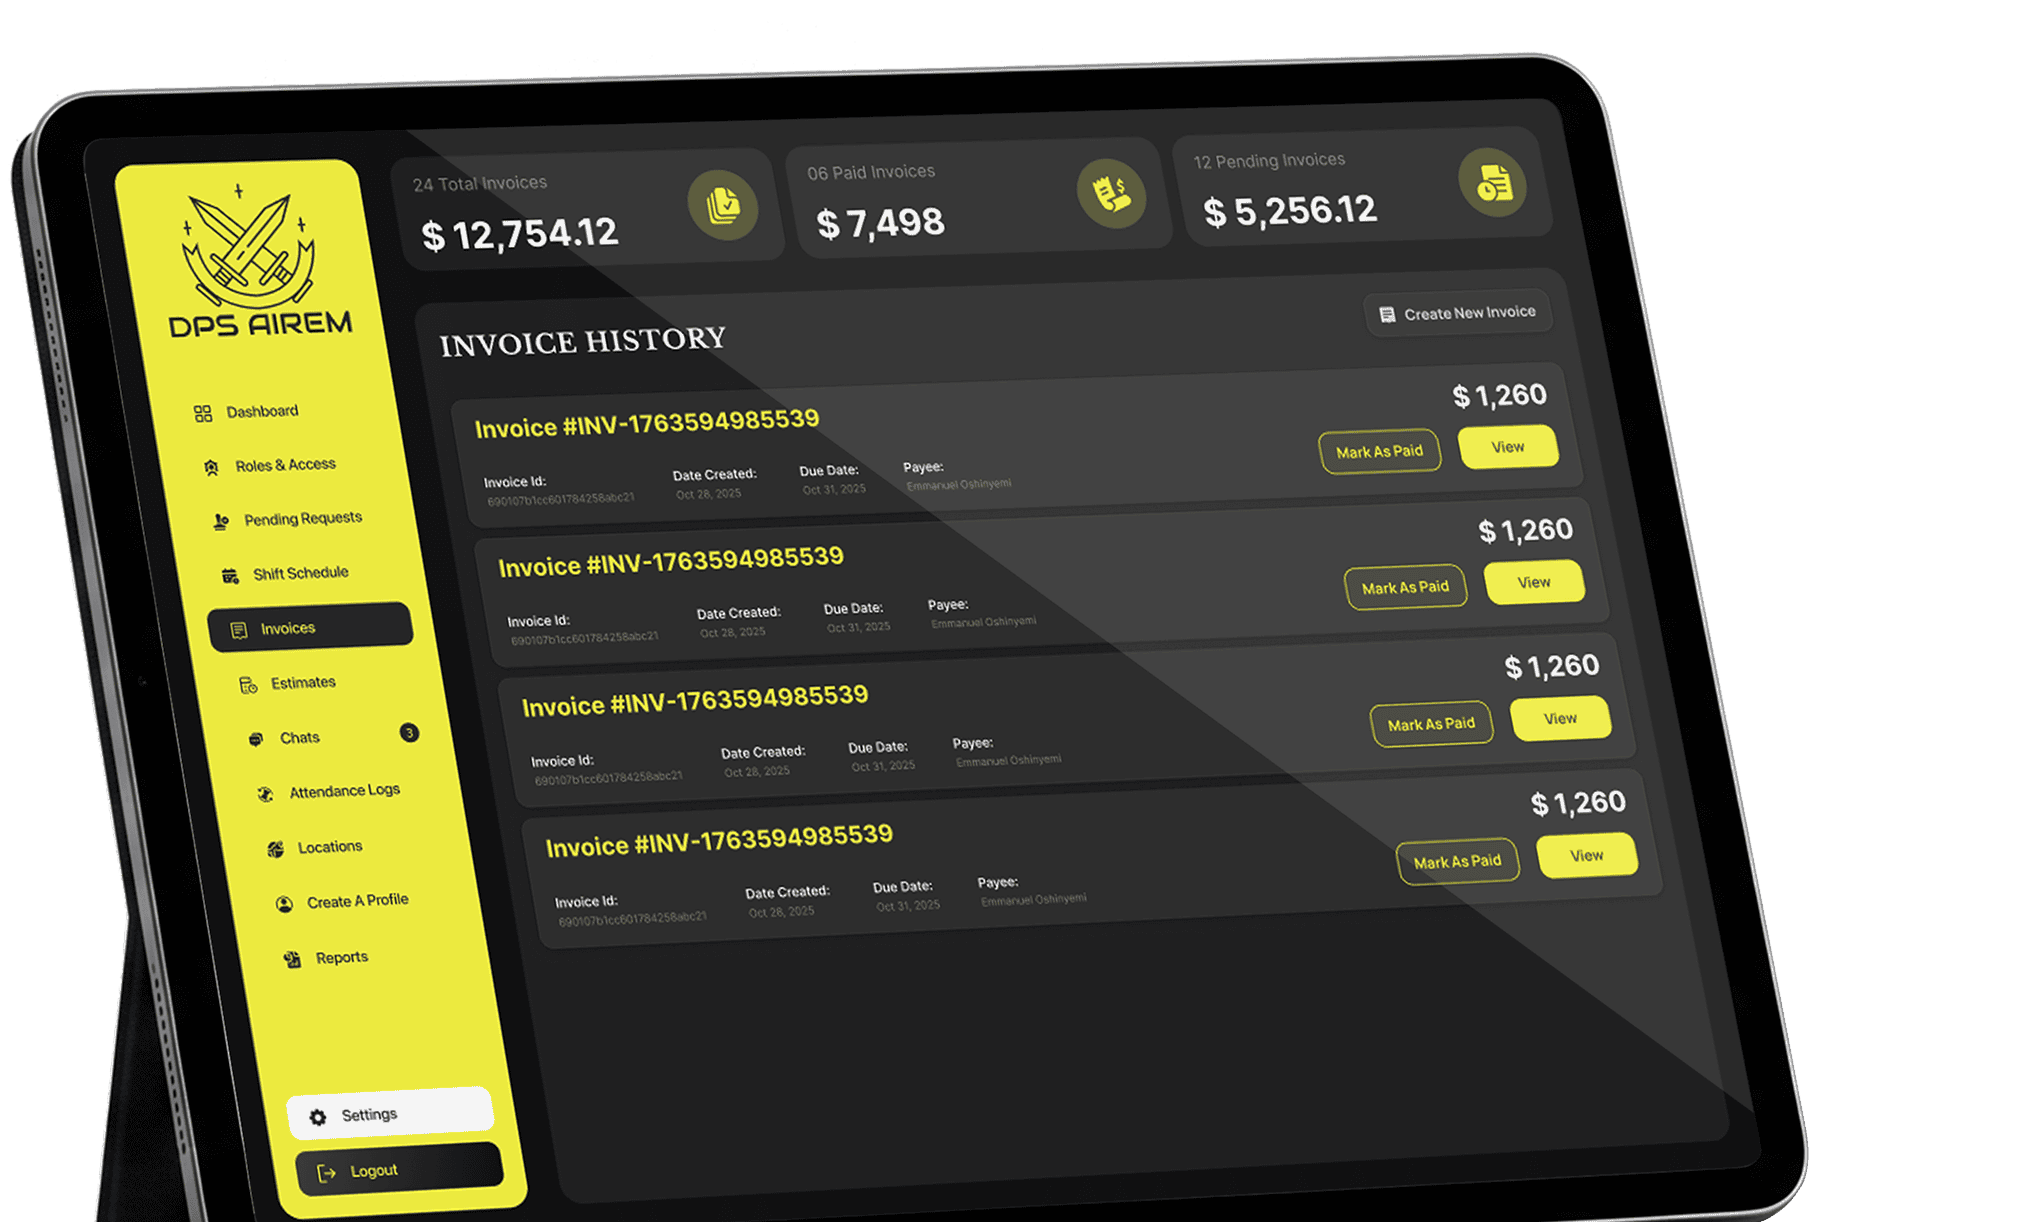 DPS AIREM
Dashboard
Roles & Access
Pending Requests
Shift Schedule
Invoices
Estimates
Chats 3
Attendance Logs
Locations
Create A Profile
Reports
Settings
Logout
24 Total Invoices
$ 12,754.12
06 Paid Invoices
$ 7,498
12 Pending Invoices
$ 5,256.12
INVOICE HISTORY
Create New Invoice
Invoice #INV-1763594985539
$ 1,260
Invoice Id: Date Created: Due Date: Payee:
690107b1cc601784258abc21 Oct 28, 2025 Oct 31, 2025 Emmanuel Oshinyemi
Mark As Paid View
Invoice #INV-1763594985539
$ 1,260
Invoice Id: Date Created: Due Date: Payee:
690107b1cc601784258abc21 Oct 28, 2025 Oct 31, 2025 Emmanuel Oshinyemi
Mark As Paid View
Invoice #INV-1763594985539
$ 1,260
Invoice Id: Date Created: Due Date: Payee:
690107b1cc601784258abc21 Oct 28, 2025 Oct 31, 2025 Emmanuel Oshinyemi
Mark As Paid View
Invoice #INV-1763594985539
$ 1,260
Invoice Id: Date Created: Due Date: Payee:
690107b1cc601784258abc21 Oct 28, 2025 Oct 31, 2025 Emmanuel Oshinyemi
Mark As Paid View